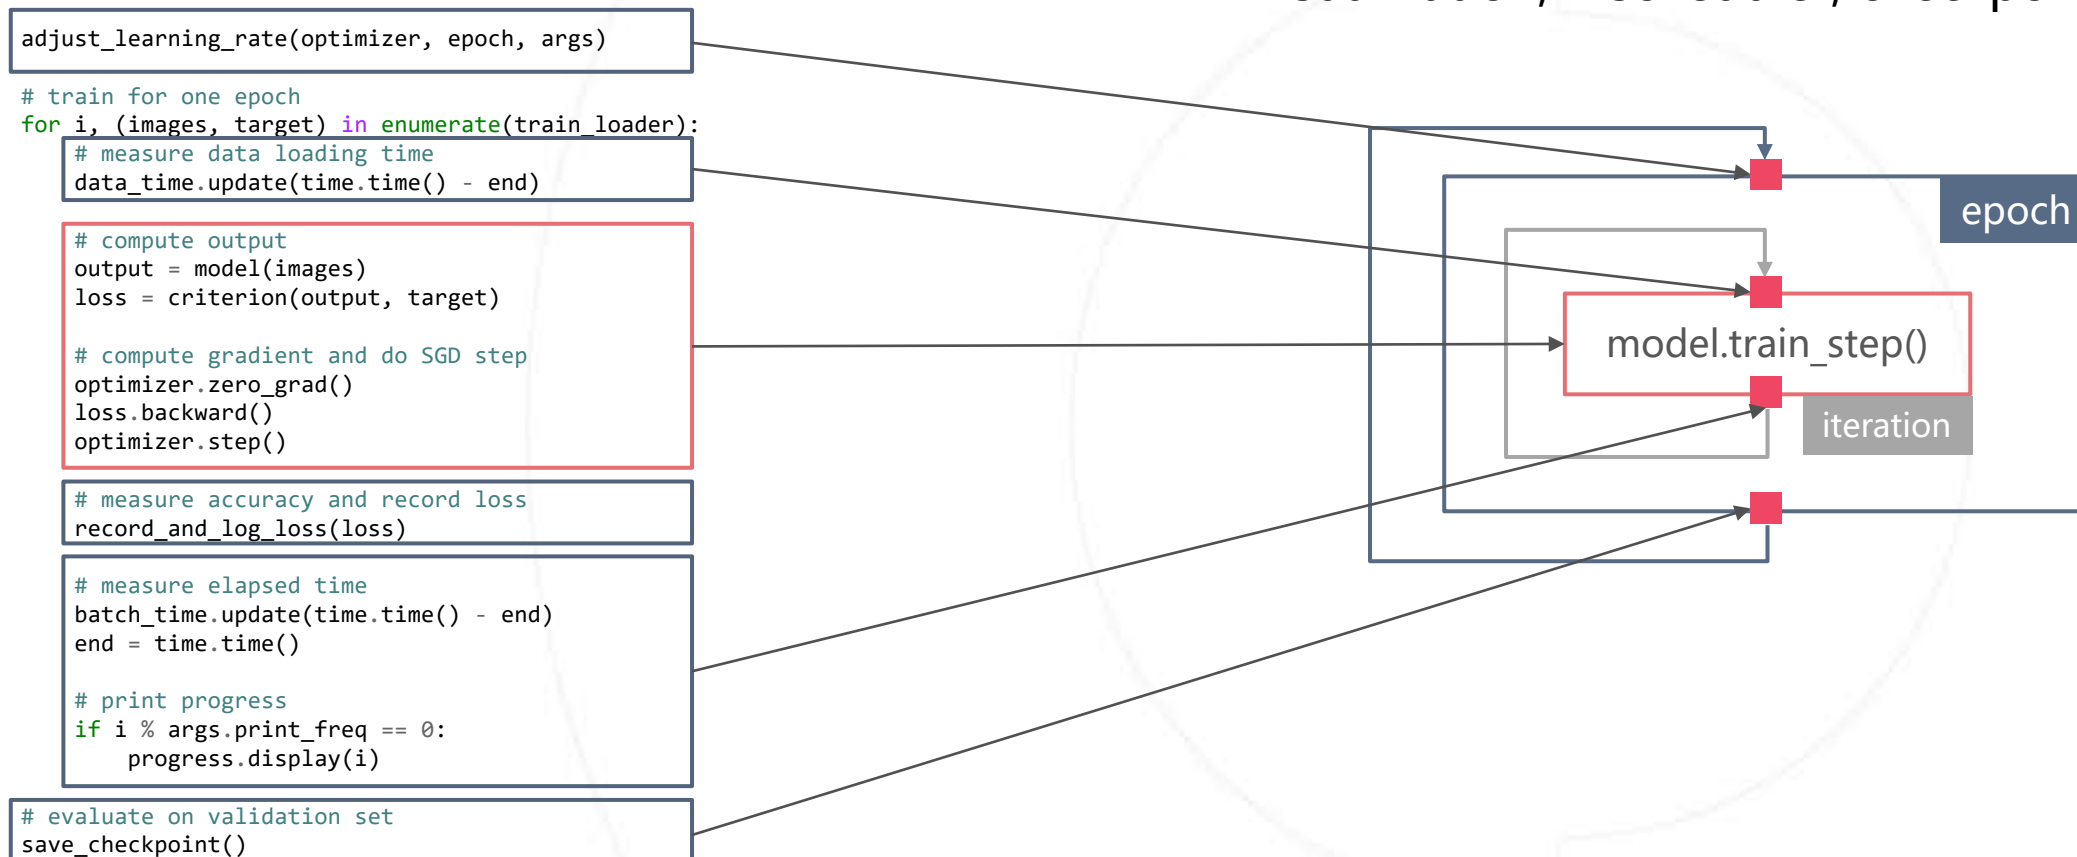 adjust_learning_rate(optimizer, epoch, args)
# train for one epoch
for i, (images, target) in enumerate(train_loader):
# measure data loading time
data_time.update(time.time() - end)
# compute output
output = model(images)
loss = criterion(output, target)
# compute gradient and do SGD step
optimizer.zero_grad()
loss.backward()
optimizer.step()
# measure accuracy and record loss
record_and_log_loss(loss)
# measure elapsed time
batch_time.update(time.time() - end)
end = time.time()
# print progress
if i % args.print_freq == 0:
progress.display(i)
# evaluate on validation set
save_checkpoint()
epoch
model.train_step()
iteration